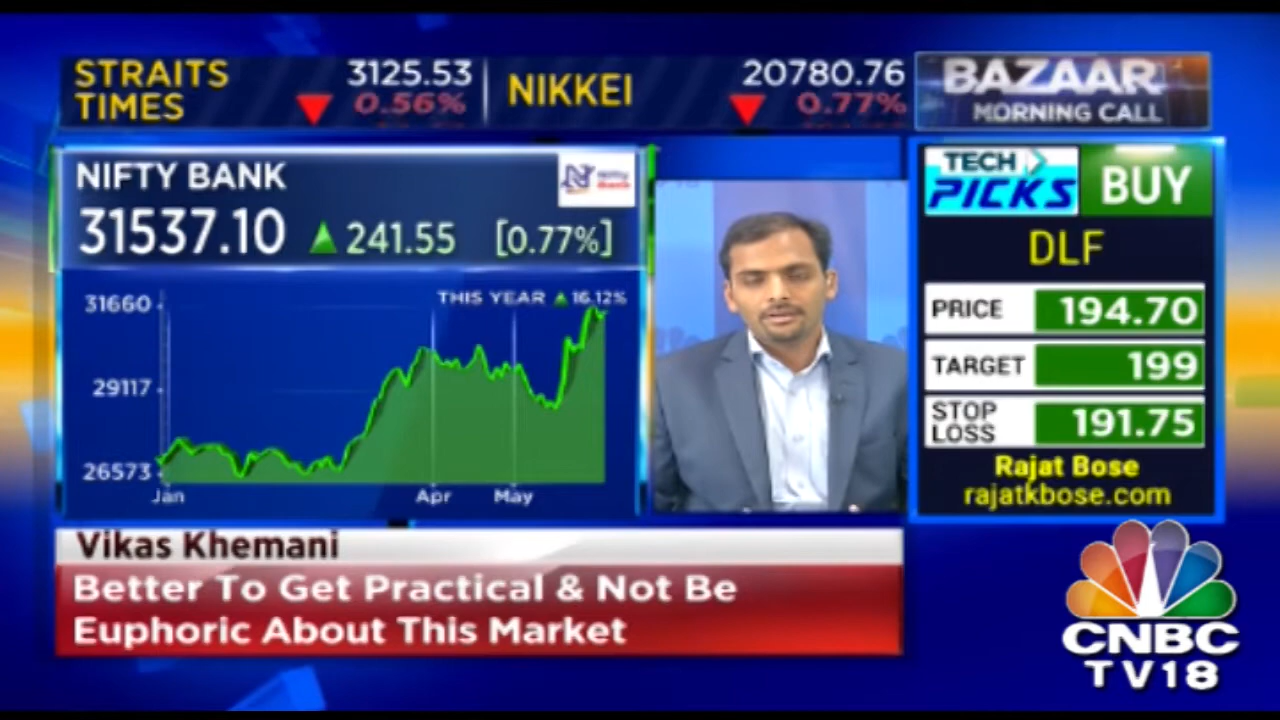 STRAITS TIMES 3125.53 0.56%
NIKKEI 20780.76 0.77%
BAZAAR
MORNING CALL
NIFTY BANK
31537.10 241.55 [0.77%]
THIS YEAR 16.12%
31660
29117
26573
Jan Apr May
TECH PICKS BUY
DLF
PRICE 194.70
TARGET 199
STOP LOSS 191.75
Rajat Bose
rajatkbose.com
Vikas Khemani
Better To Get Practical & Not Be
Euphoric About This Market
CNBC
TV18